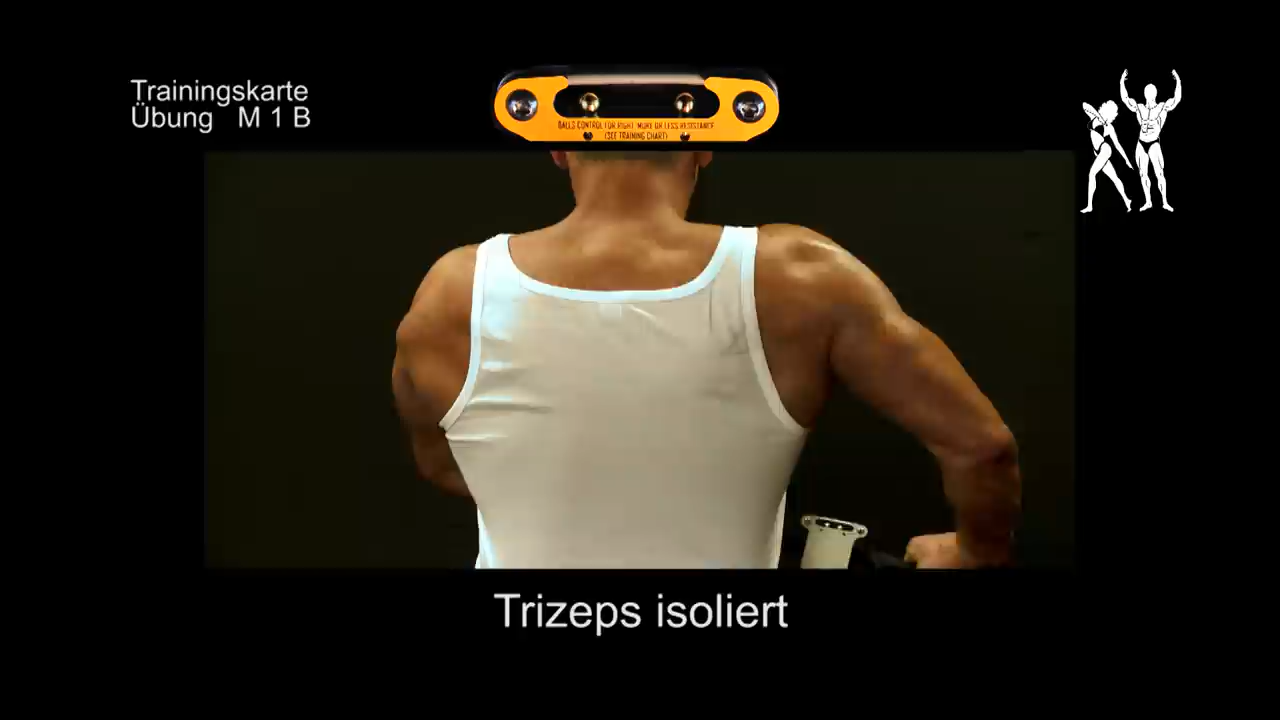 Trainingskarte
Übung M 1 B
BALLS CONTROL FOR RIGHT MORE OR LESS RESISTANCE
(SEE TRAINING CHART)
Trizeps isoliert